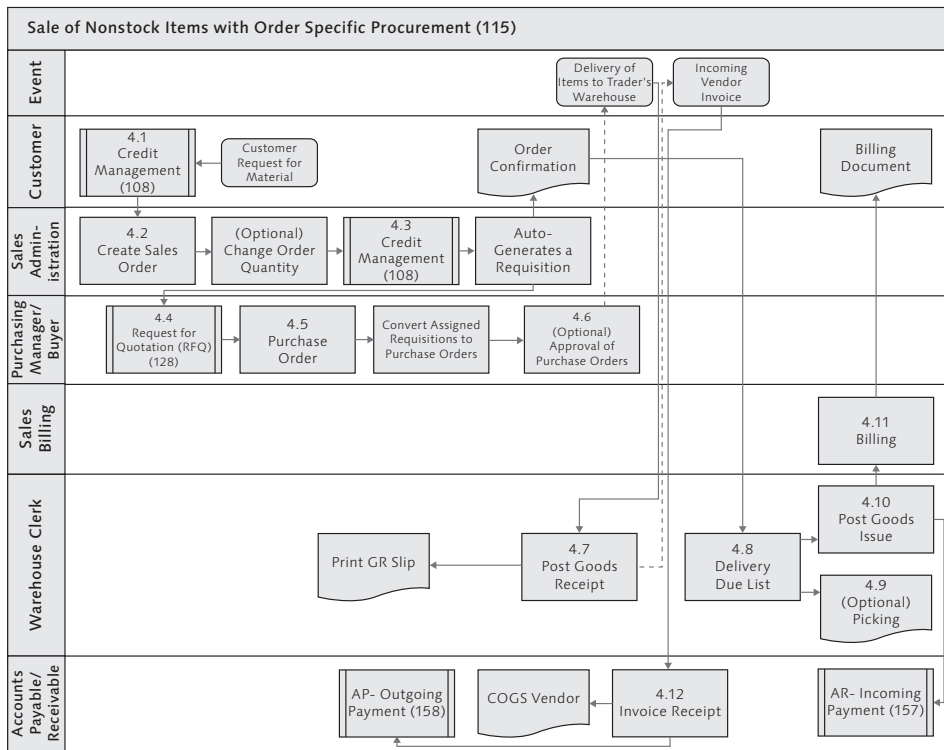 Sale of Nonstock Items with Order Specific Procurement (115)
Event
Delivery of
Items to Trader's
Warehouse
Incoming
Vendor
Invoice
Customer
4.1
Credit
Management
(108)
Customer
Request for
Material
Order
Confirmation
Billing
Document
Sales
Admin-
istration
4.2
Create Sales
Order
(Optional)
Change Order
Quantity
4.3
Credit
Management
(108)
Auto-
Generates a
Requisition
Purchasing
Manager/
Buyer
4.4
Request for
Quotation (RFQ)
(128)
4.5
Purchase
Order
Convert Assigned
Requisitions to
Purchase Orders
4.6
(Optional)
Approval of
Purchase Orders
Sales
Billing
4.11
Billing
Warehouse Clerk
Print GR Slip
4.7
Post Goods
Receipt
4.8
Delivery
Due List
4.10
Post Goods
Issue
4.9
(Optional)
Picking
Accounts
Payable/
Receivable
AP- Outgoing
Payment (158)
COGS Vendor
4.12
Invoice Receipt
AR- Incoming
Payment (157)